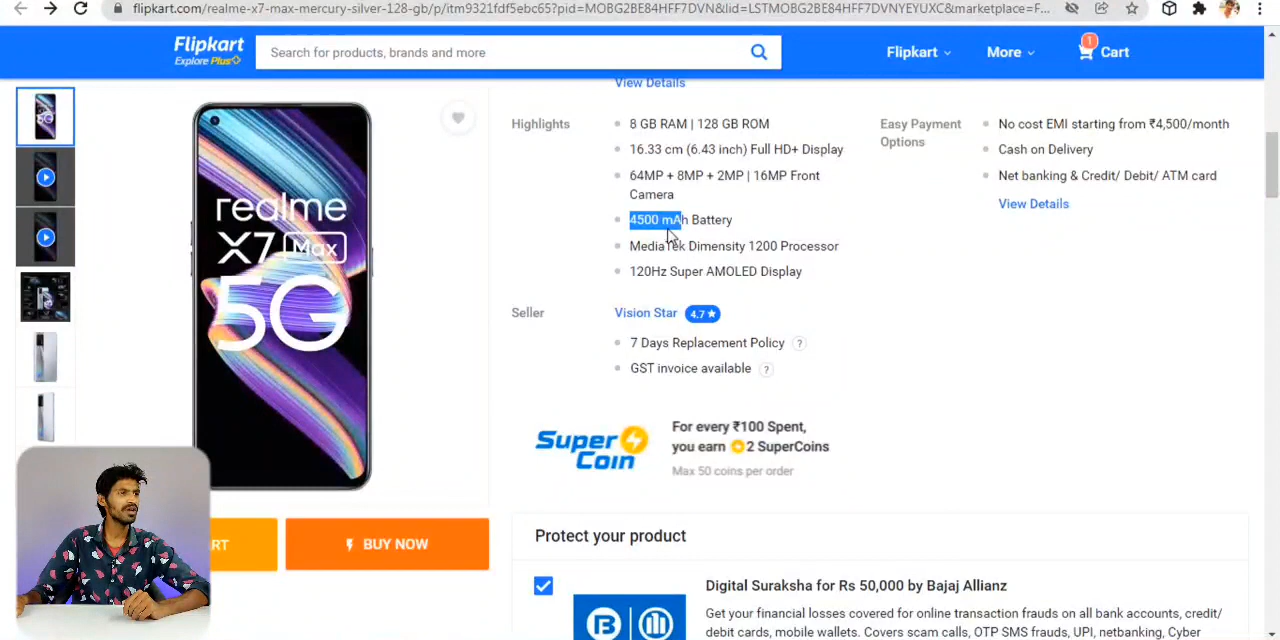 flipkart.com/realme-x7-max-mercury-silver-128-gb/p/itm9321fdf5ebc65?pid=MOBG2BE84HFF7DVN&lid=LSTMOBG2BE84HFF7DVNYEYUXC&marketplace=F...
Flipkart
Explore Plus
Search for products, brands and more
Flipkart
More
1
Cart
View Details
Highlights
8 GB RAM | 128 GB ROM
16.33 cm (6.43 inch) Full HD+ Display
64MP + 8MP + 2MP | 16MP Front
Camera
4500 mAh Battery
MediaTek Dimensity 1200 Processor
120Hz Super AMOLED Display
Easy Payment
Options
No cost EMI starting from ₹4,500/month
Cash on Delivery
Net banking & Credit/ Debit/ ATM card
View Details
realme
X7 Max
5G
Seller
Vision Star 4.7★
7 Days Replacement Policy ?
GST invoice available ?
Super
Coin
For every ₹100 Spent,
you earn 2 SuperCoins
Max 50 coins per order
RT
BUY NOW
Protect your product
Digital Suraksha for Rs 50,000 by Bajaj Allianz
Get your financial losses covered for online transaction frauds on all bank accounts, credit/
debit cards, mobile wallets. Covers scam calls, OTP SMS frauds, UPI, netbanking, Cyber